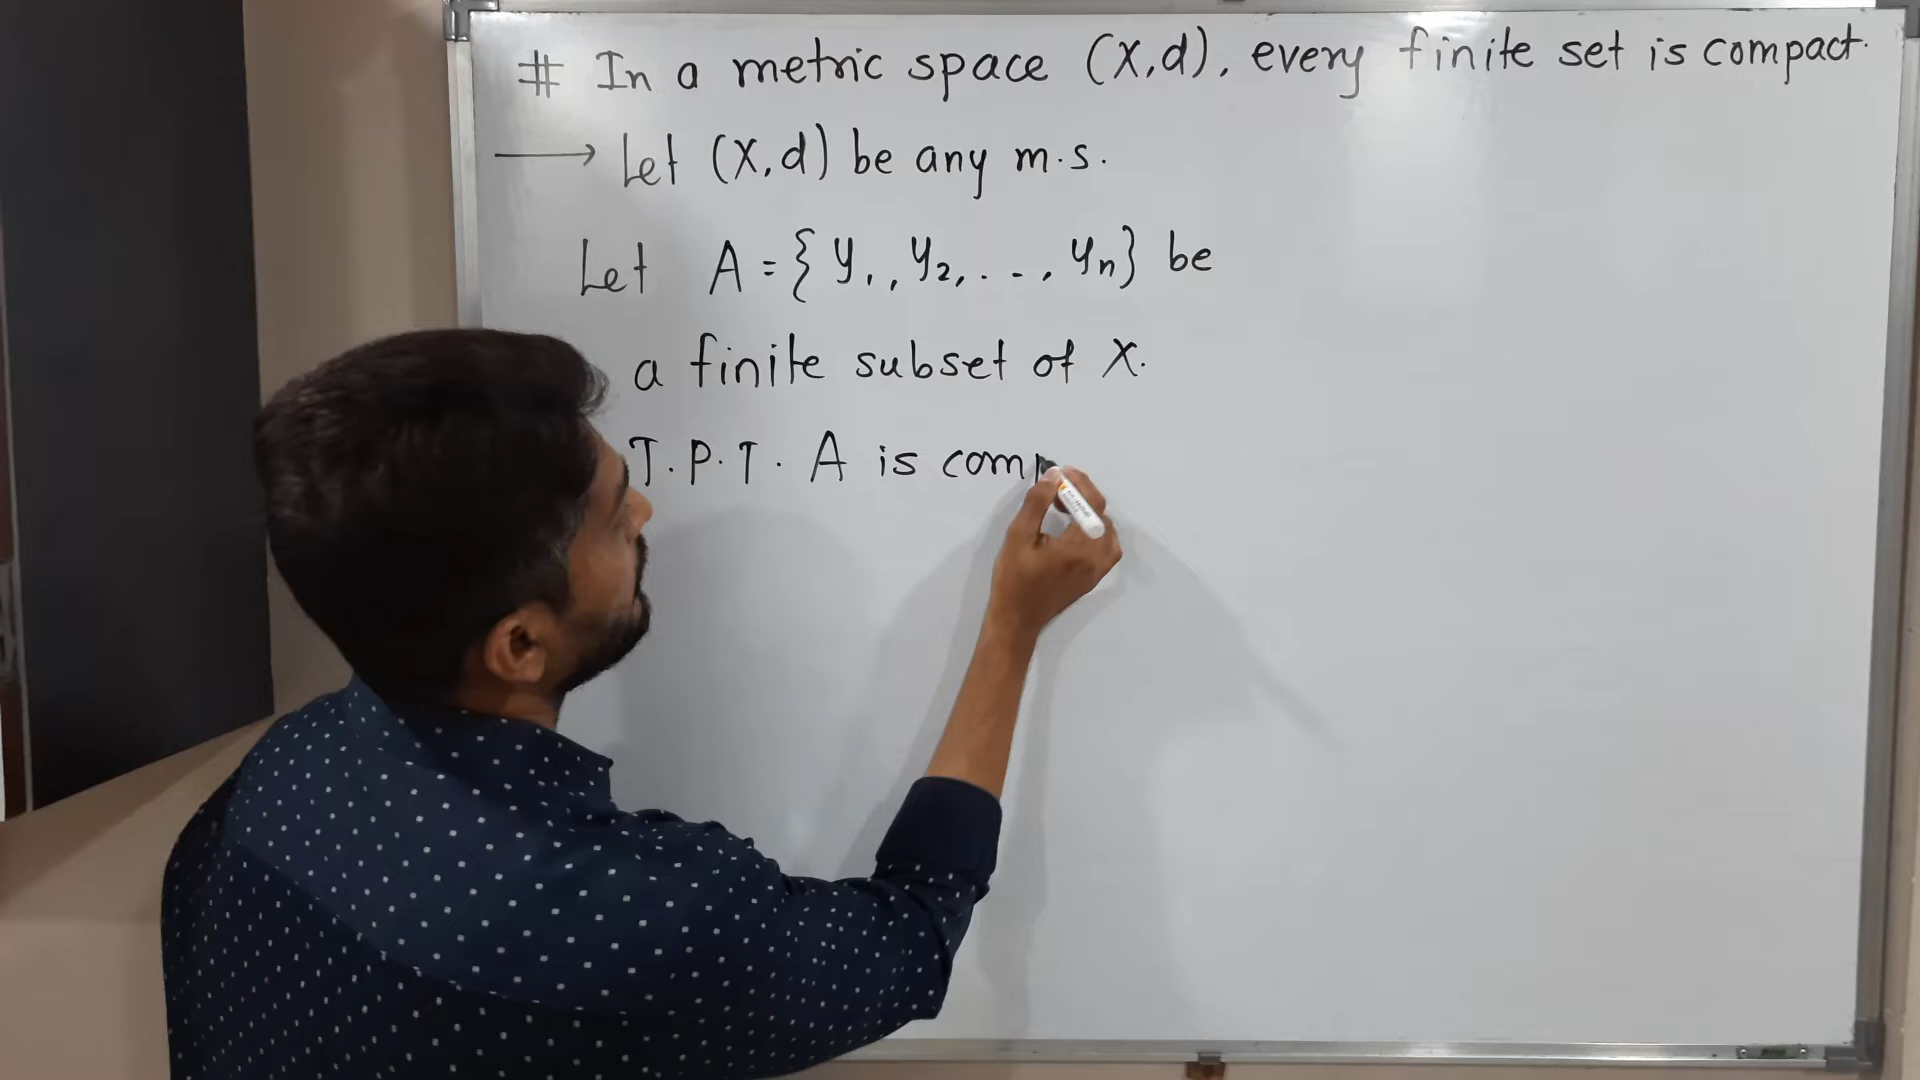 # In a metric space (X,d), every finite set is compact.
⟶ Let (X,d) be any m.s.
Let A = { y₁, y₂, . . . , yₙ} be
a finite subset of X.
T.P.T. A is comp